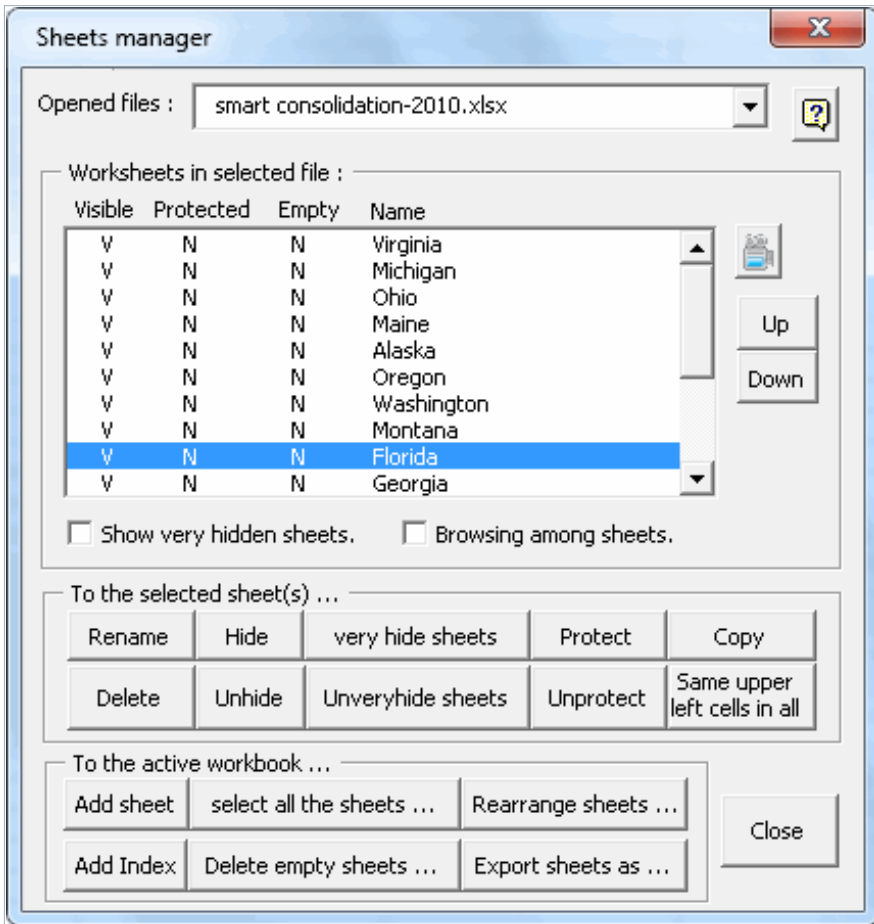 Sheets manager
X
Opened files : smart consolidation-2010.xlsx
?
Worksheets in selected file :
Visible Protected Empty Name
V N N Virginia
V N N Michigan
V N N Ohio
V N N Maine
V N N Alaska
V N N Oregon
V N N Washington
V N N Montana
V N N Florida
V N N Georgia
Up
Down
Show very hidden sheets. Browsing among sheets.
To the selected sheet(s) ...
Rename Hide very hide sheets Protect Copy
Delete Unhide Unveryhide sheets Unprotect Same upper
left cells in all
To the active workbook ...
Add sheet select all the sheets ... Rearrange sheets ...
Add Index Delete empty sheets ... Export sheets as ...
Close